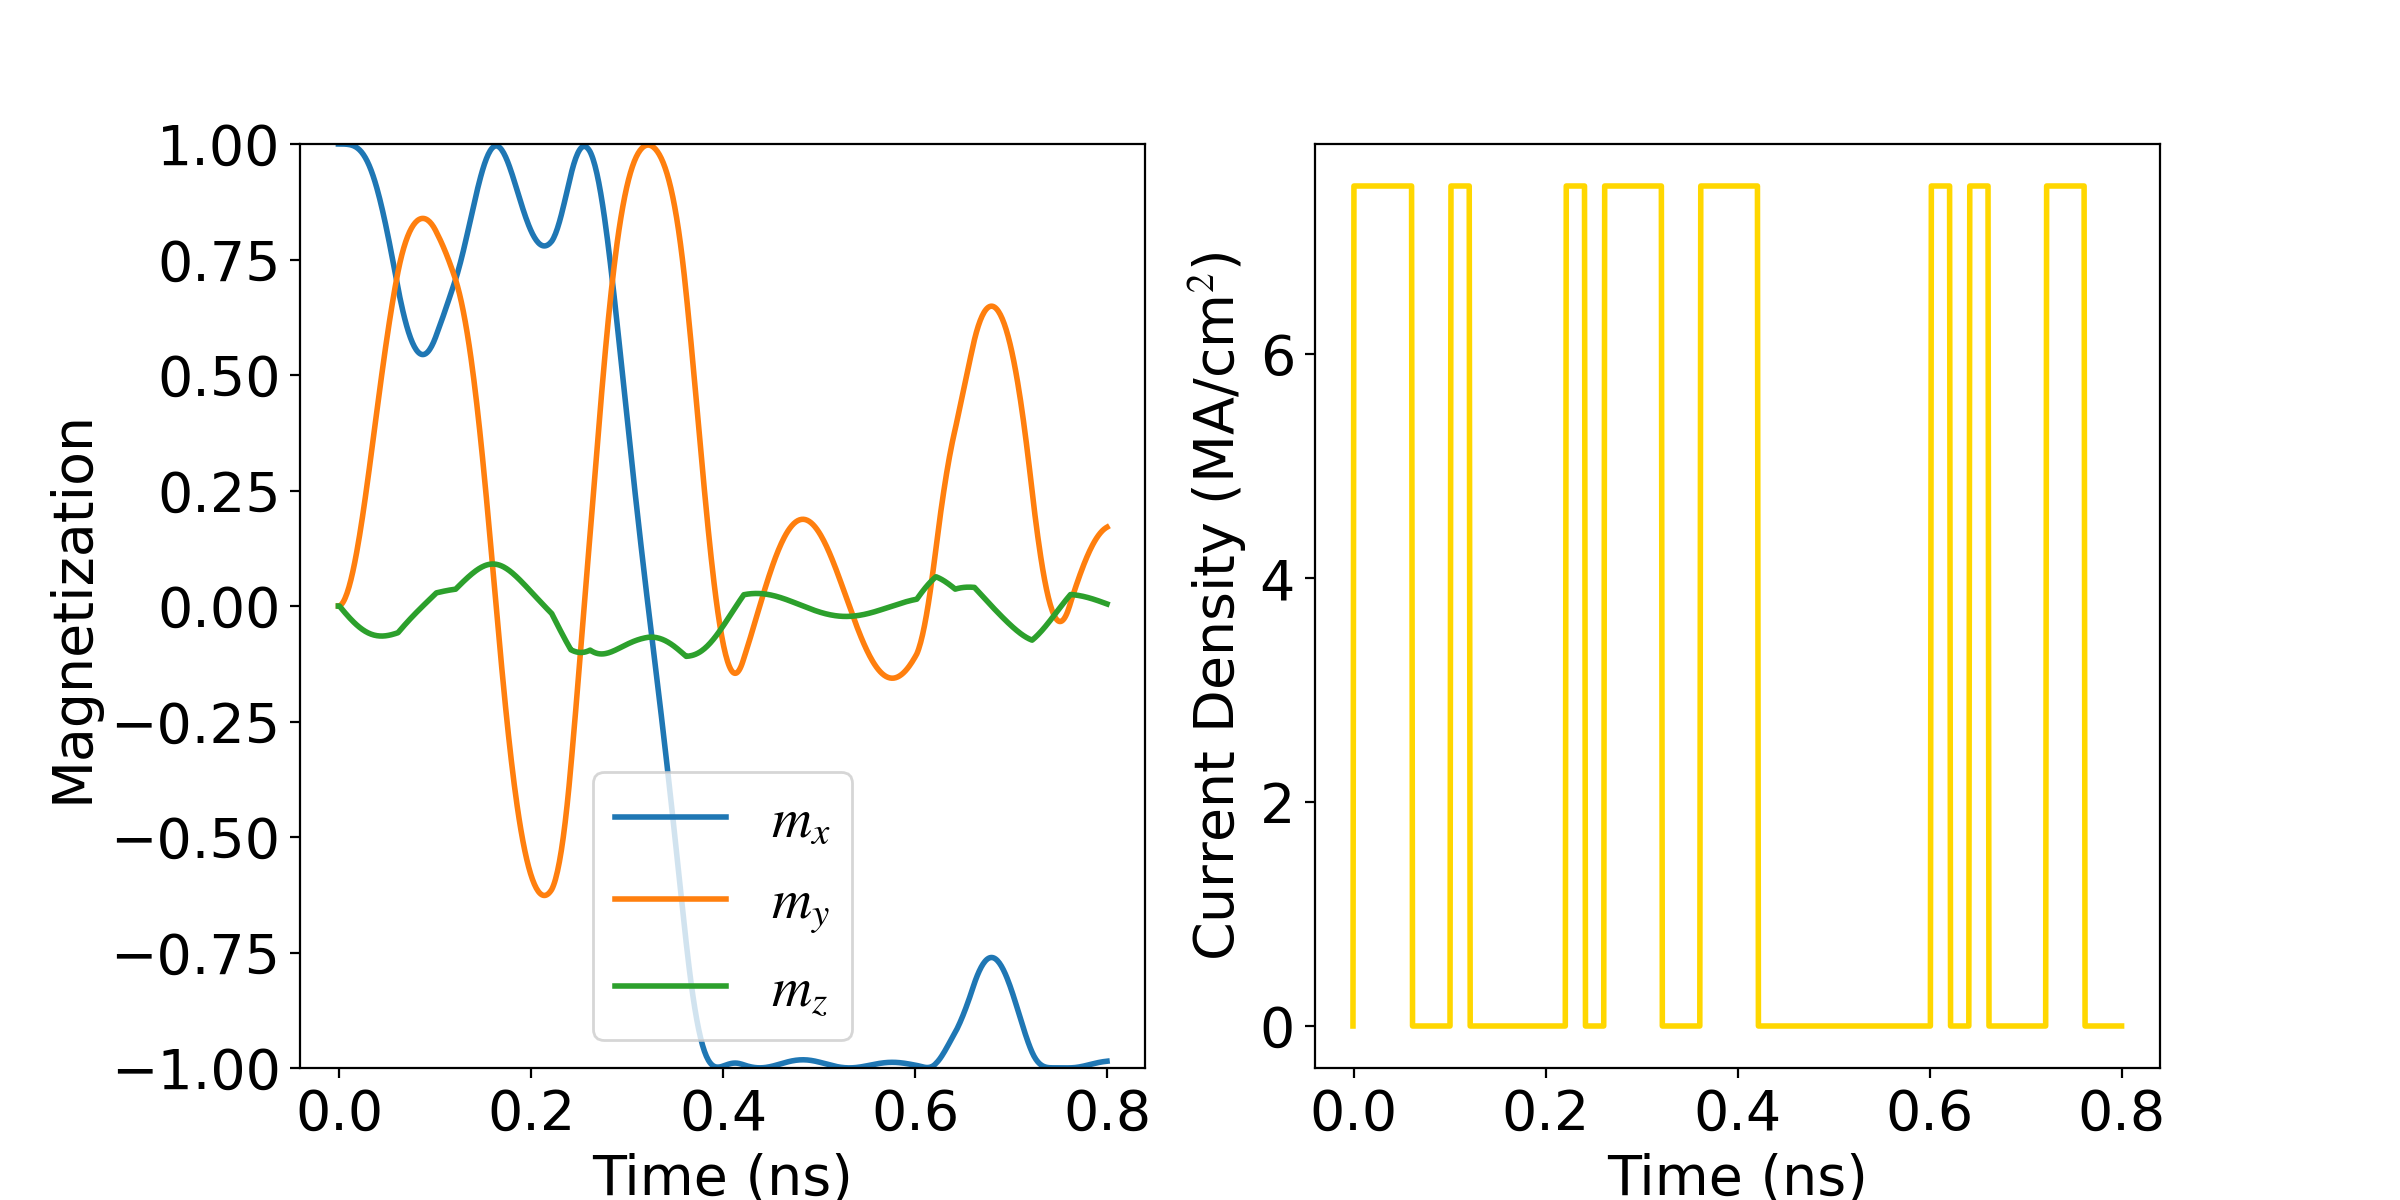 Magnetization
1.00
0.75
0.50
0.25
0.00
−0.25
−0.50
−0.75
−1.00
0.0 0.2 0.4 0.6 0.8
Time (ns)
m_x
m_y
m_z
Current Density (MA/cm²)
6
4
2
0
0.0 0.2 0.4 0.6 0.8
Time (ns)